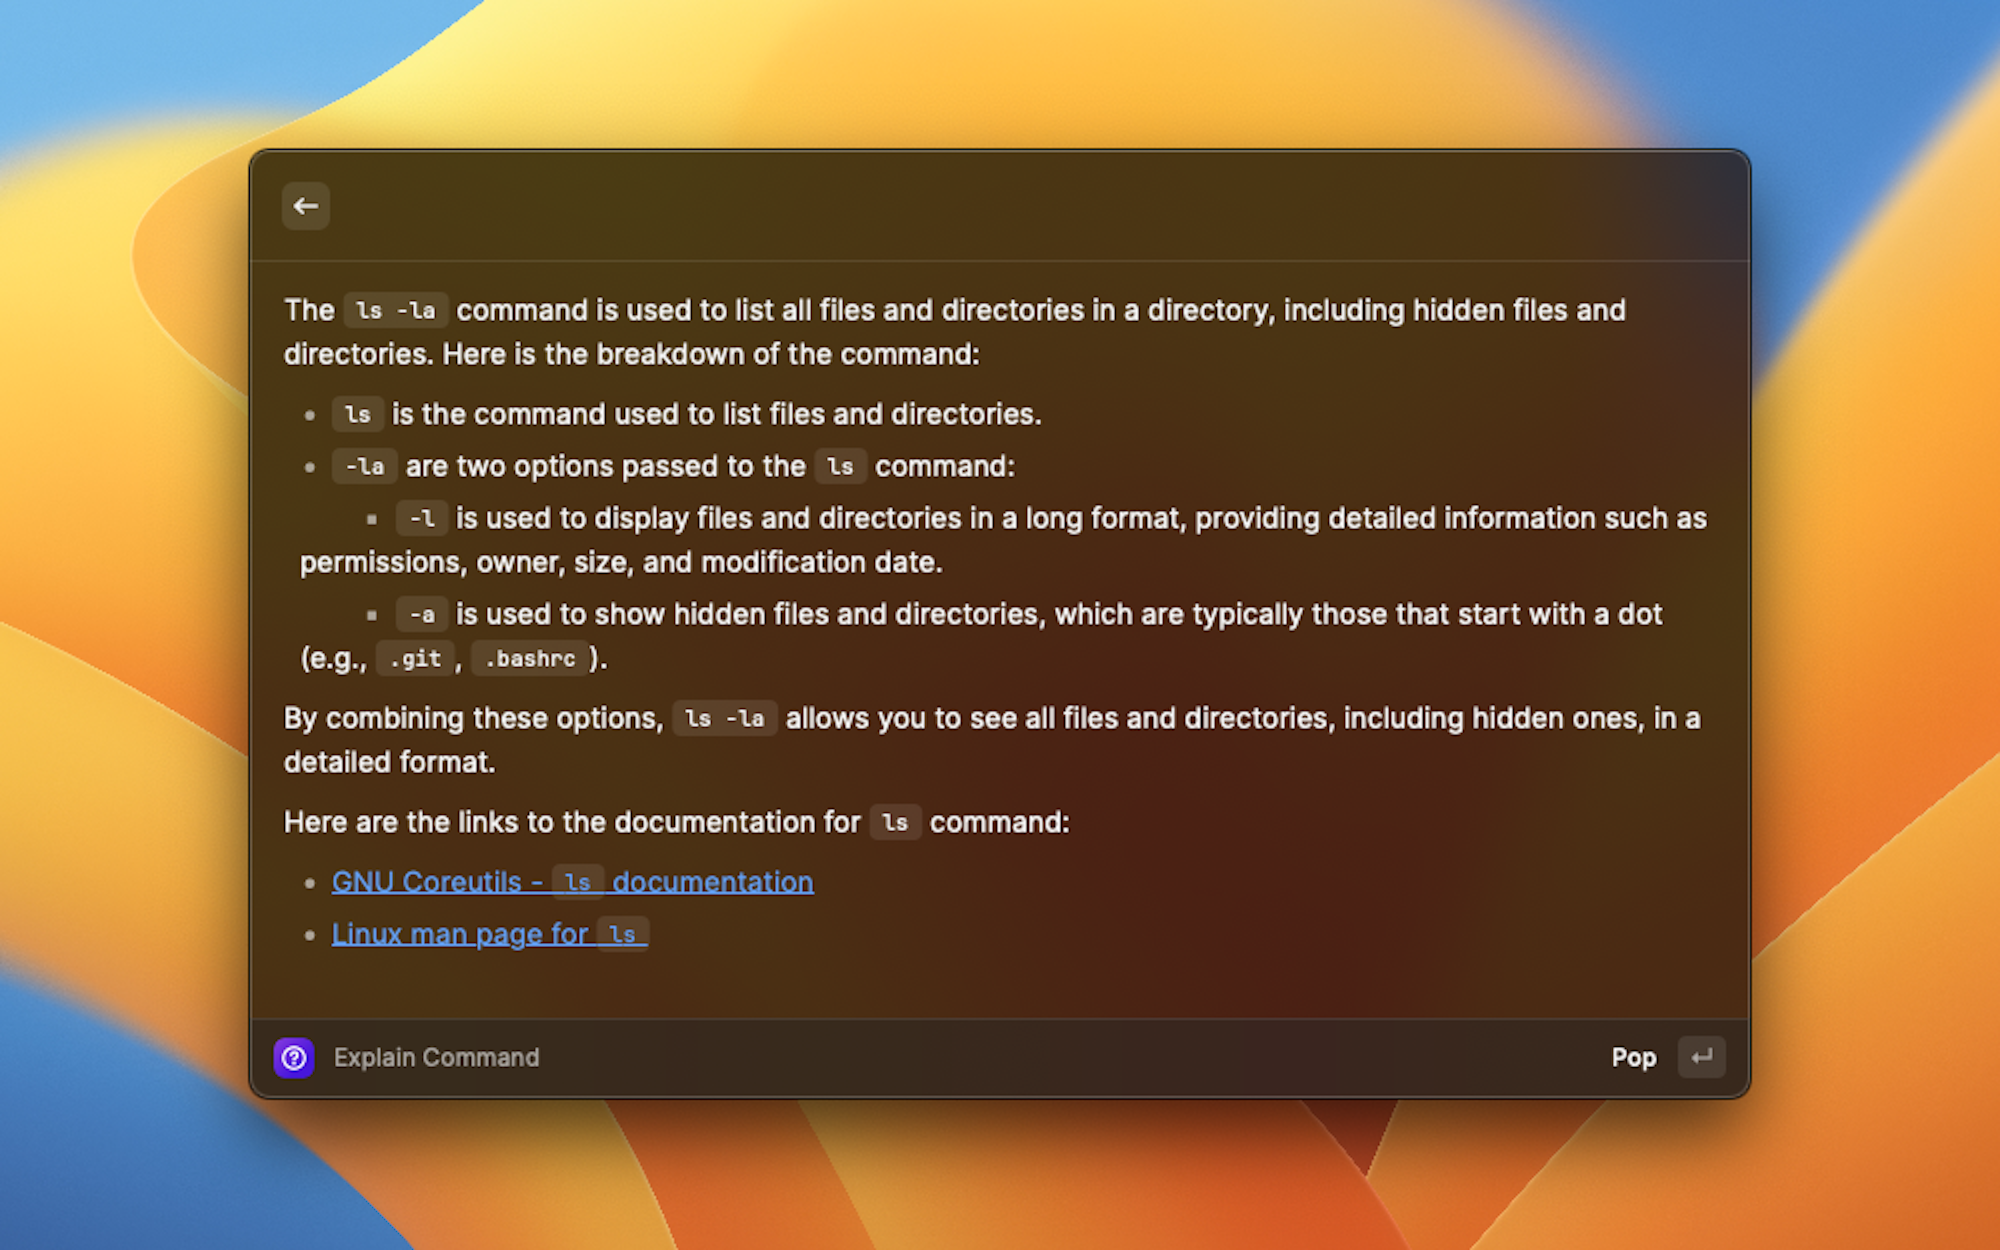 The ls -la command is used to list all files and directories in a directory, including hidden files and
directories. Here is the breakdown of the command:
ls is the command used to list files and directories.
-la are two options passed to the ls command:
-l is used to display files and directories in a long format, providing detailed information such as
permissions, owner, size, and modification date.
-a is used to show hidden files and directories, which are typically those that start with a dot
(e.g., .git , .bashrc ).
By combining these options, ls -la allows you to see all files and directories, including hidden ones, in a
detailed format.
Here are the links to the documentation for ls command:
GNU Coreutils - ls documentation
Linux man page for ls
Explain Command
Pop